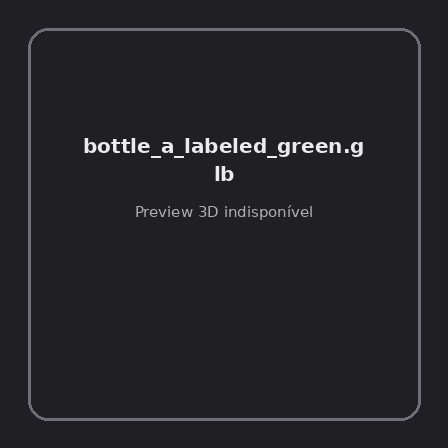 bottle_a_labeled_green.g
lb
Preview 3D indisponível